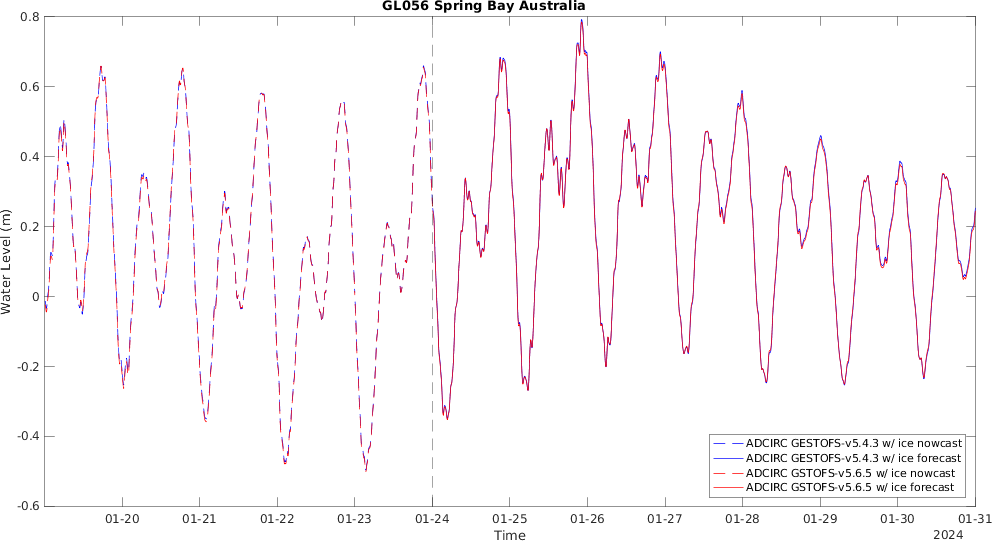 GL056 Spring Bay Australia
0.8
0.6
0.4
0.2
0
-0.2
-0.4
-0.6
Water Level (m)
ADCIRC GESTOFS-v5.4.3 w/ ice nowcast
ADCIRC GESTOFS-v5.4.3 w/ ice forecast
ADCIRC GSTOFS-v5.6.5 w/ ice nowcast
ADCIRC GSTOFS-v5.6.5 w/ ice forecast
01-20 01-21 01-22 01-23 01-24 01-25 01-26 01-27 01-28 01-29 01-30 01-31
Time
2024